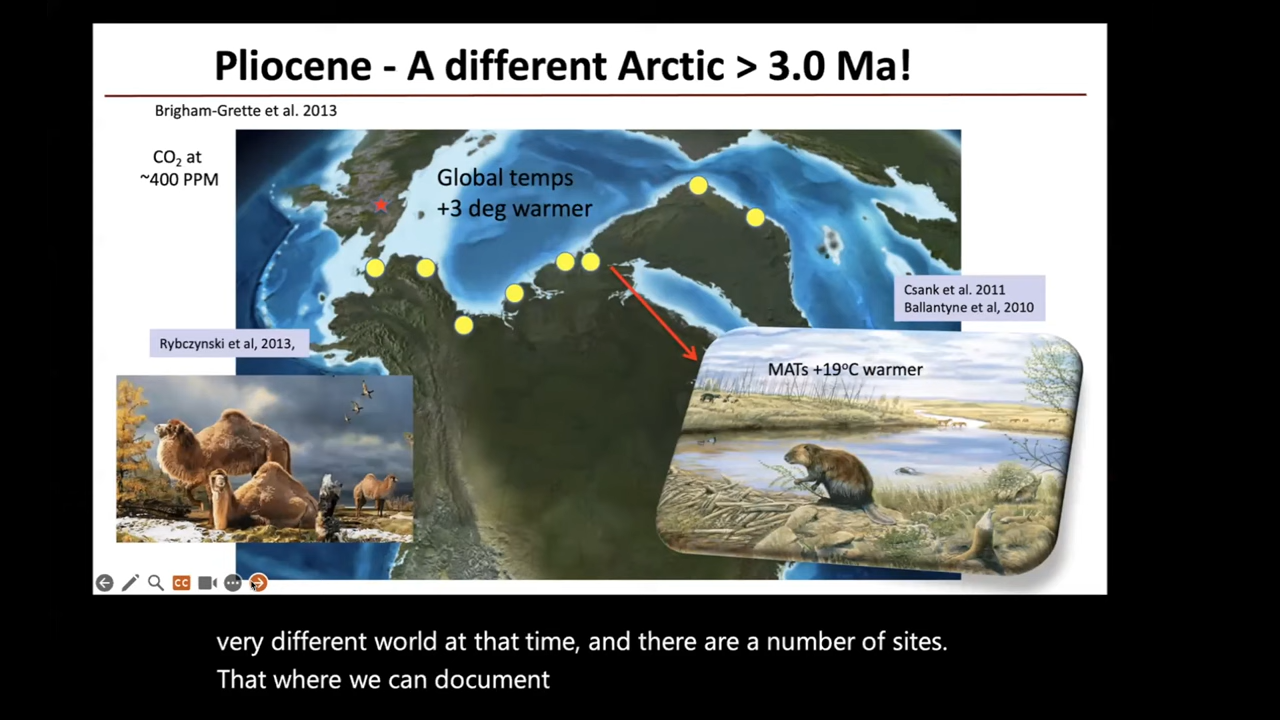 Pliocene - A different Arctic > 3.0 Ma!
Brigham-Grette et al. 2013
CO₂ at
~400 PPM
Global temps
+3 deg warmer
Csank et al. 2011
Ballantyne et al, 2010
Rybczynski et al, 2013,
MATs +19°C warmer
CC
very different world at that time, and there are a number of sites.
That where we can document